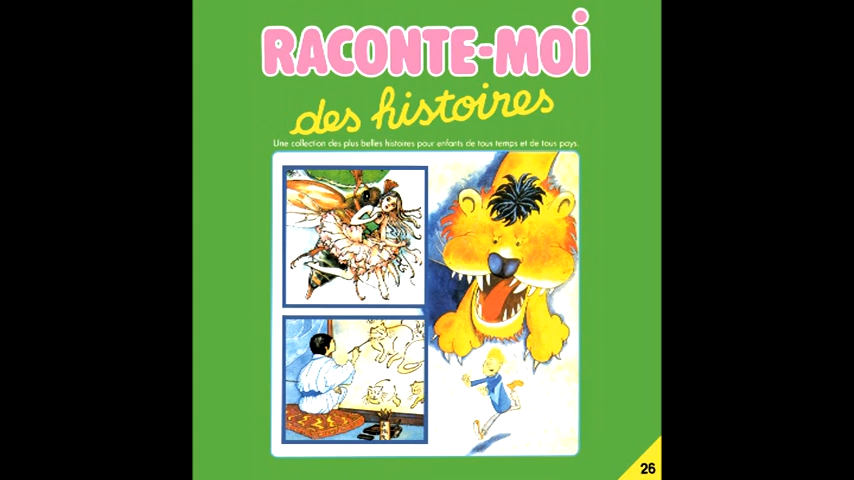 RACONTE-MOI
des histoires
Une collection des plus belles histoires pour enfants de tous temps et de tous pays.
26